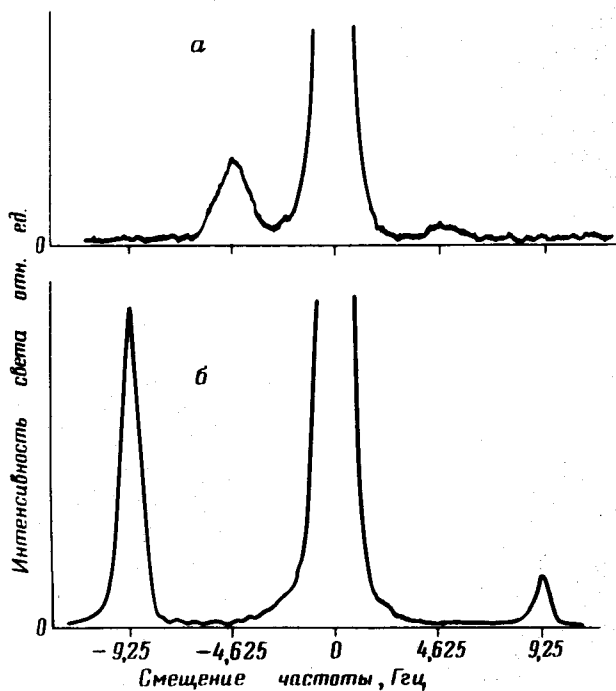 а
0
б
0
Интенсивность света отн. ед.
−9,25 −4,625 0 4,625 9,25
Смещение частоты, Ггц